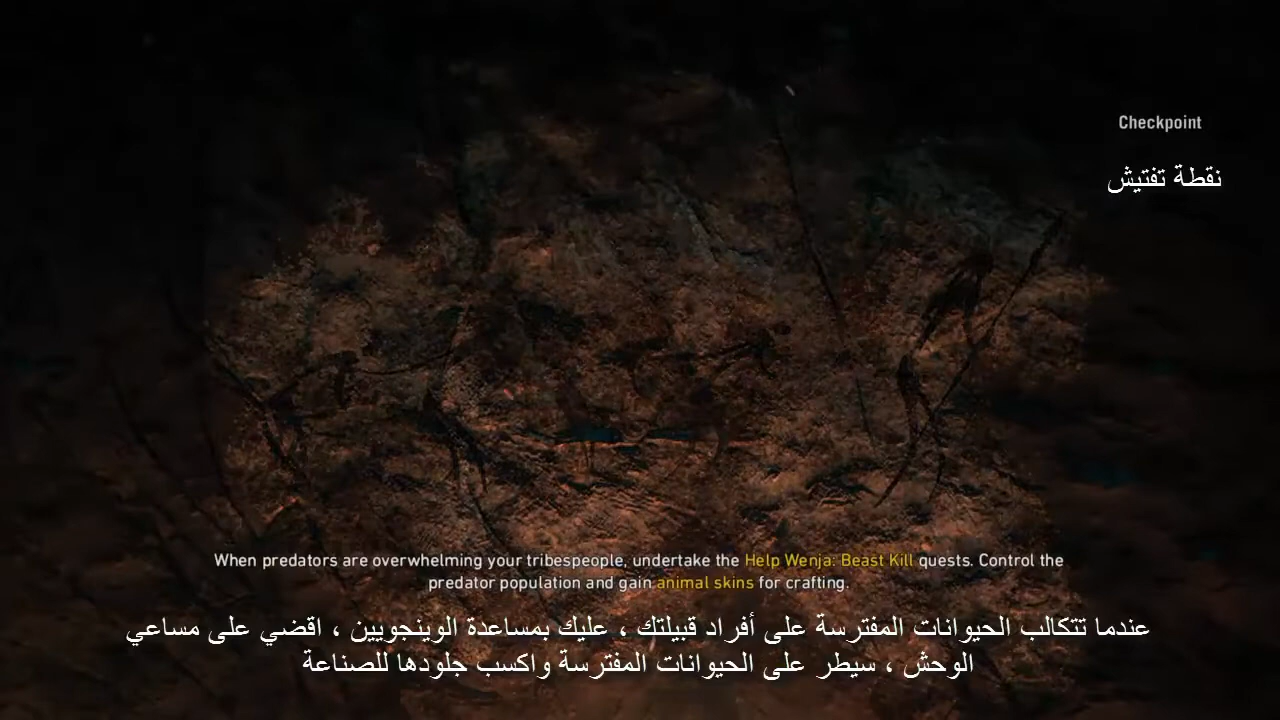 Checkpoint
نقطة تفتيش
When predators are overwhelming your tribespeople, undertake the Help Wenja: Beast Kill quests. Control the
predator population and gain animal skins for crafting.
عندما تتكالب الحيوانات المفترسة على أفراد قبيلتك ، عليك بمساعدة الوينجويين ، اقضي على مساعي
الوحش ، سيطر على الحيوانات المفترسة واكسب جلودها للصناعة